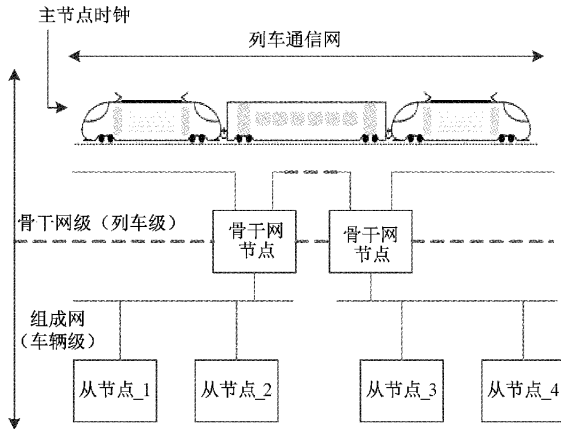 主节点时钟
列车通信网
骨干网级（列车级）
骨干网
节点
骨干网
节点
组成网
（车辆级）
从节点_1
从节点_2
从节点_3
从节点_4